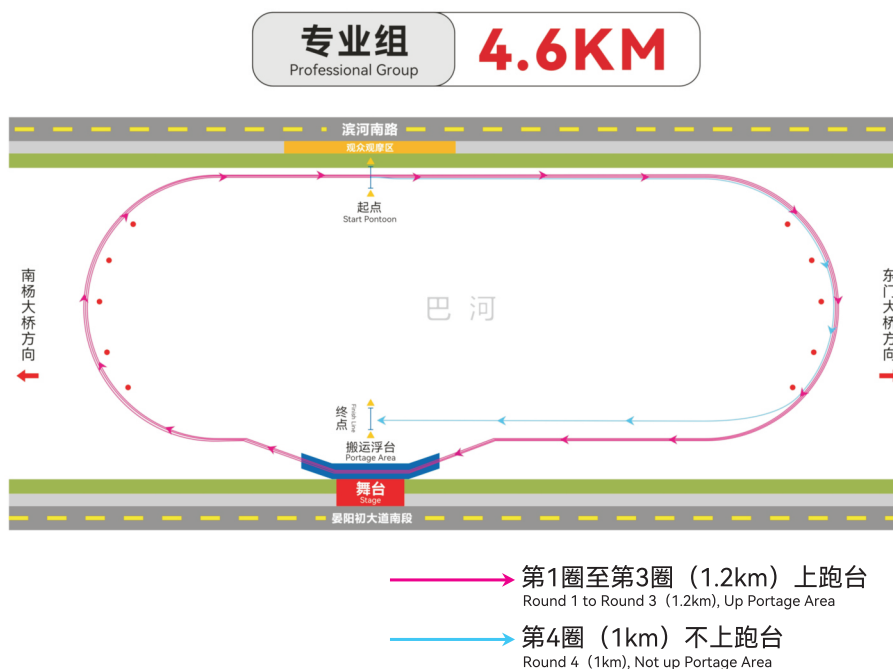 专业组
Professional Group
4.6KM
滨河南路
观众观摩区
起点
Start Pontoon
南杨大桥方向
巴河
东门大桥方向
终点
Finish Line
搬运浮台
Portage Area
舞台
Stage
晏阳初大道南段
第1圈至第3圈（1.2km）上跑台
Round 1 to Round 3（1.2km), Up Portage Area
第4圈（1km）不上跑台
Round 4（1km), Not up Portage Area